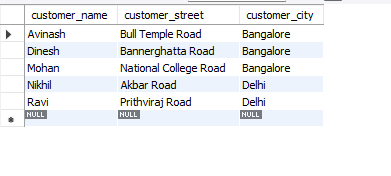 customer_name customer_street customer_city
Avinash Bull Temple Road Bangalore
Dinesh Bannerghatta Road Bangalore
Mohan National College Road Bangalore
Nikhil Akbar Road Delhi
Ravi Prithviraj Road Delhi
NULL NULL NULL